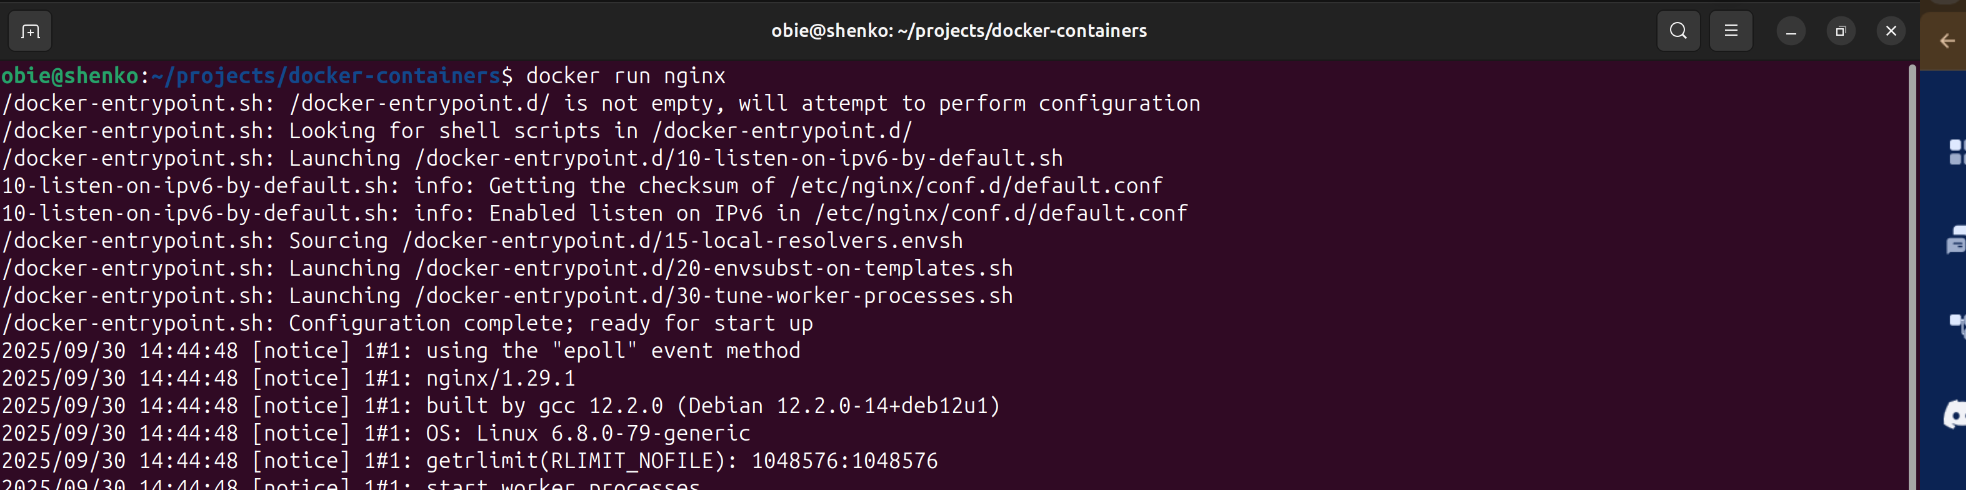 obie@shenko: ~/projects/docker-containers
obie@shenko:~/projects/docker-containers$ docker run nginx
/docker-entrypoint.sh: /docker-entrypoint.d/ is not empty, will attempt to perform configuration
/docker-entrypoint.sh: Looking for shell scripts in /docker-entrypoint.d/
/docker-entrypoint.sh: Launching /docker-entrypoint.d/10-listen-on-ipv6-by-default.sh
10-listen-on-ipv6-by-default.sh: info: Getting the checksum of /etc/nginx/conf.d/default.conf
10-listen-on-ipv6-by-default.sh: info: Enabled listen on IPv6 in /etc/nginx/conf.d/default.conf
/docker-entrypoint.sh: Sourcing /docker-entrypoint.d/15-local-resolvers.envsh
/docker-entrypoint.sh: Launching /docker-entrypoint.d/20-envsubst-on-templates.sh
/docker-entrypoint.sh: Launching /docker-entrypoint.d/30-tune-worker-processes.sh
/docker-entrypoint.sh: Configuration complete; ready for start up
2025/09/30 14:44:48 [notice] 1#1: using the "epoll" event method
2025/09/30 14:44:48 [notice] 1#1: nginx/1.29.1
2025/09/30 14:44:48 [notice] 1#1: built by gcc 12.2.0 (Debian 12.2.0-14+deb12u1)
2025/09/30 14:44:48 [notice] 1#1: OS: Linux 6.8.0-79-generic
2025/09/30 14:44:48 [notice] 1#1: getrlimit(RLIMIT_NOFILE): 1048576:1048576
2025/09/30 14:44:48 [notice] 1#1: start worker processes